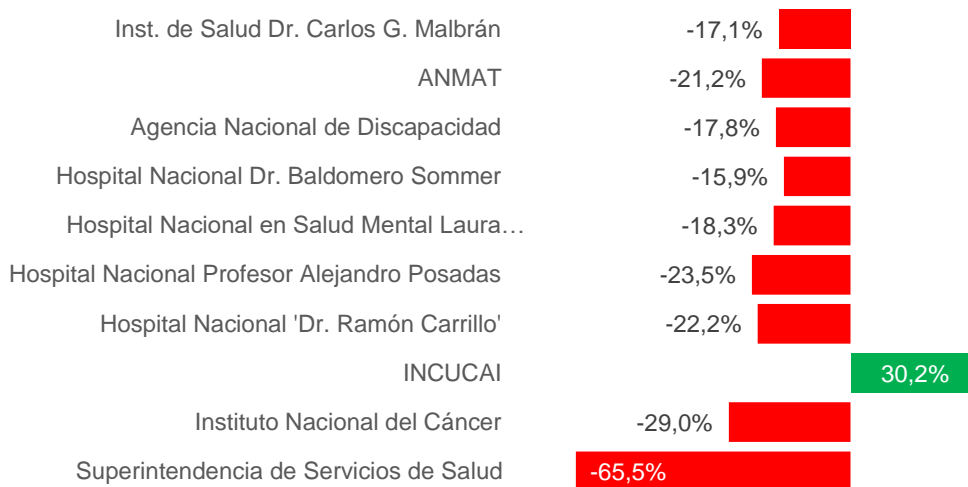 Inst. de Salud Dr. Carlos G. Malbrán -17,1%
ANMAT -21,2%
Agencia Nacional de Discapacidad -17,8%
Hospital Nacional Dr. Baldomero Sommer -15,9%
Hospital Nacional en Salud Mental Laura… -18,3%
Hospital Nacional Profesor Alejandro Posadas -23,5%
Hospital Nacional 'Dr. Ramón Carrillo' -22,2%
INCUCAI 30,2%
Instituto Nacional del Cáncer -29,0%
Superintendencia de Servicios de Salud -65,5%